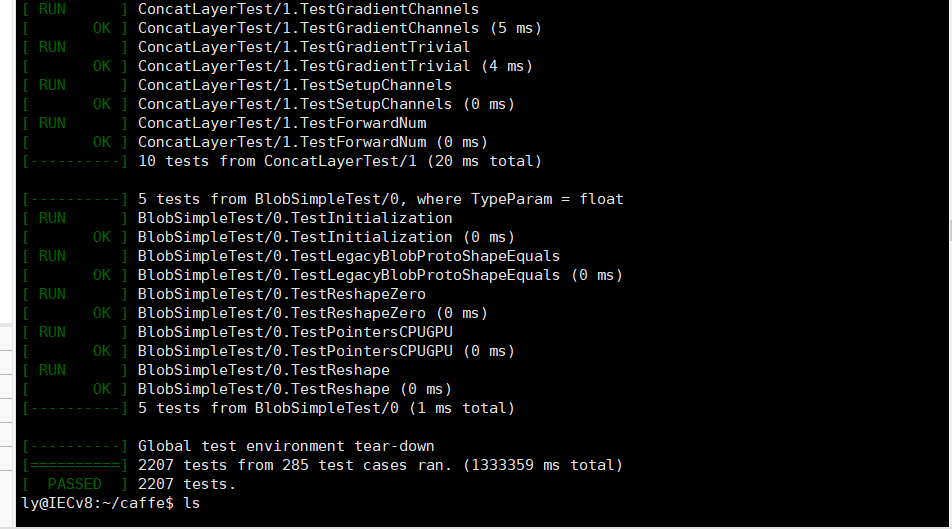 [ RUN      ] ConcatLayerTest/1.TestGradientChannels
[       OK ] ConcatLayerTest/1.TestGradientChannels (5 ms)
[ RUN      ] ConcatLayerTest/1.TestGradientTrivial
[       OK ] ConcatLayerTest/1.TestGradientTrivial (4 ms)
[ RUN      ] ConcatLayerTest/1.TestSetupChannels
[       OK ] ConcatLayerTest/1.TestSetupChannels (0 ms)
[ RUN      ] ConcatLayerTest/1.TestForwardNum
[       OK ] ConcatLayerTest/1.TestForwardNum (0 ms)
[----------] 10 tests from ConcatLayerTest/1 (20 ms total)

[----------] 5 tests from BlobSimpleTest/0, where TypeParam = float
[ RUN      ] BlobSimpleTest/0.TestInitialization
[       OK ] BlobSimpleTest/0.TestInitialization (0 ms)
[ RUN      ] BlobSimpleTest/0.TestLegacyBlobProtoShapeEquals
[       OK ] BlobSimpleTest/0.TestLegacyBlobProtoShapeEquals (0 ms)
[ RUN      ] BlobSimpleTest/0.TestReshapeZero
[       OK ] BlobSimpleTest/0.TestReshapeZero (0 ms)
[ RUN      ] BlobSimpleTest/0.TestPointersCPUGPU
[       OK ] BlobSimpleTest/0.TestPointersCPUGPU (0 ms)
[ RUN      ] BlobSimpleTest/0.TestReshape
[       OK ] BlobSimpleTest/0.TestReshape (0 ms)
[----------] 5 tests from BlobSimpleTest/0 (1 ms total)

[----------] Global test environment tear-down
[==========] 2207 tests from 285 test cases ran. (1333359 ms total)
[  PASSED  ] 2207 tests.
ly@IECv8:~/caffe$ ls